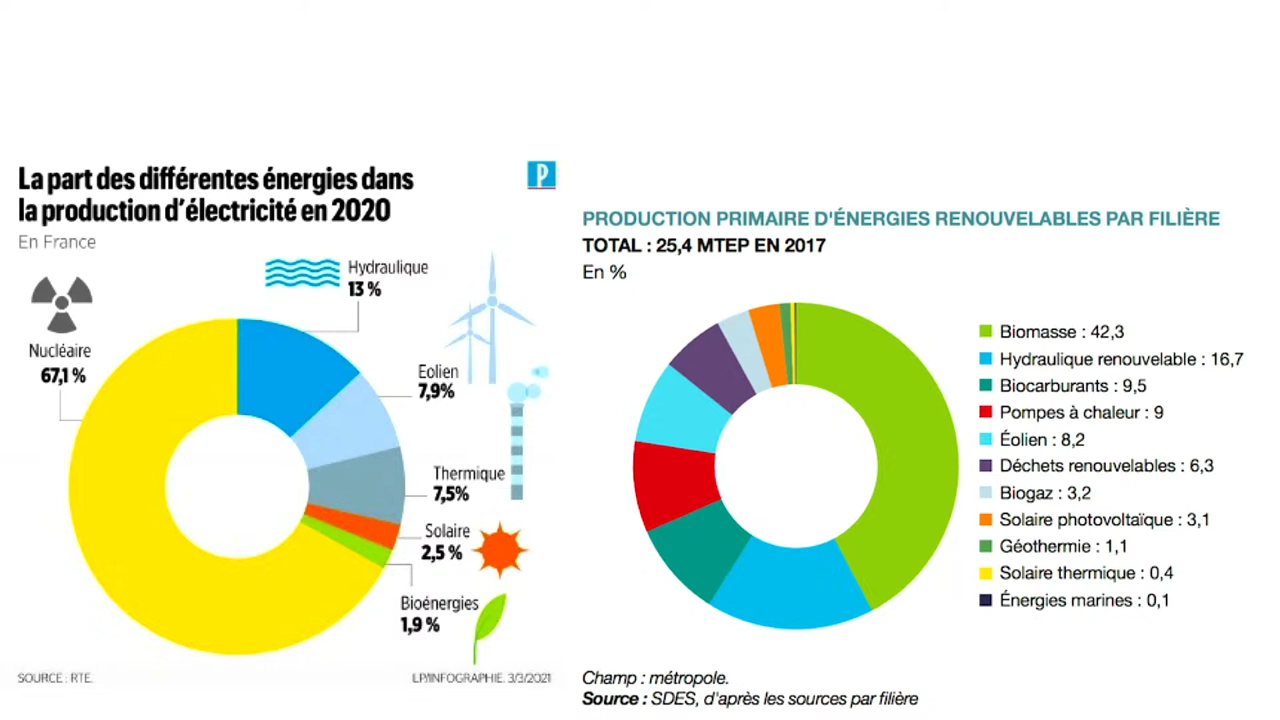 La part des différentes énergies dans
la production d'électricité en 2020
P
En France
Hydraulique
13 %
Nucléaire
67,1 %
Eolien
7,9%
Thermique
7,5%
Solaire
2,5 %
Bioénergies
1,9 %
SOURCE : RTE.
LP/INFOGRAPHIE. 3/3/2021
PRODUCTION PRIMAIRE D'ÉNERGIES RENOUVELABLES PAR FILIÈRE
TOTAL : 25,4 MTEP EN 2017
En %
Biomasse : 42,3
Hydraulique renouvelable : 16,7
Biocarburants : 9,5
Pompes à chaleur : 9
Éolien : 8,2
Déchets renouvelables : 6,3
Biogaz : 3,2
Solaire photovoltaïque : 3,1
Géothermie : 1,1
Solaire thermique : 0,4
Énergies marines : 0,1
Champ : métropole.
Source : SDES, d'après les sources par filière